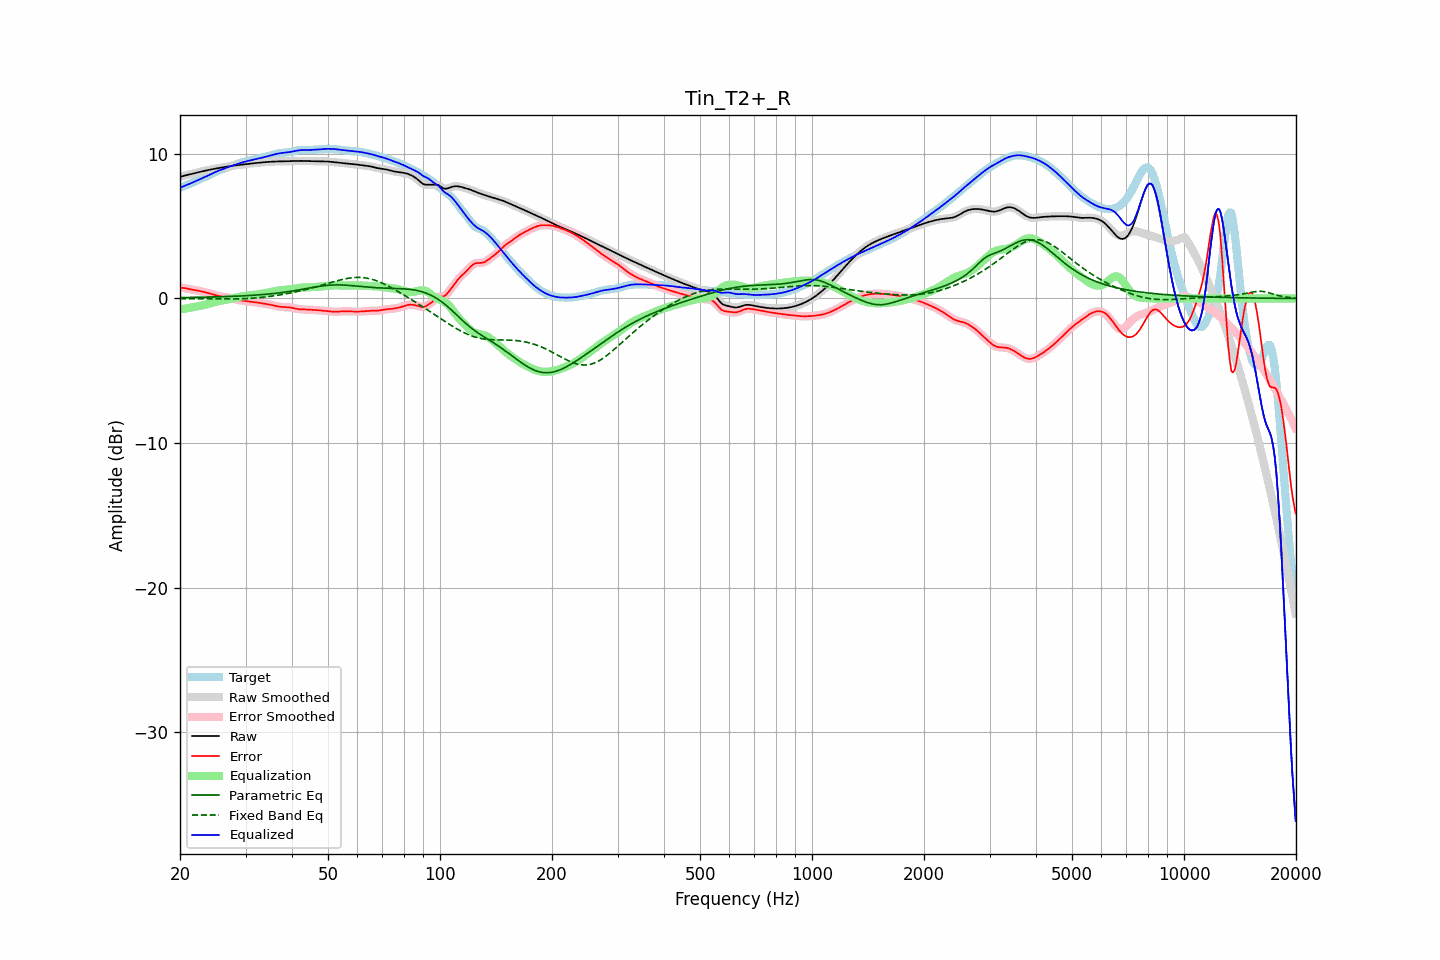 Tin_T2+_R
Amplitude (dBr)
10
0
−10
−20
−30
Target
Raw Smoothed
Error Smoothed
Raw
Error
Equalization
Parametric Eq
Fixed Band Eq
Equalized
20 50 100 200 500 1000 2000 5000 10000 20000
Frequency (Hz)